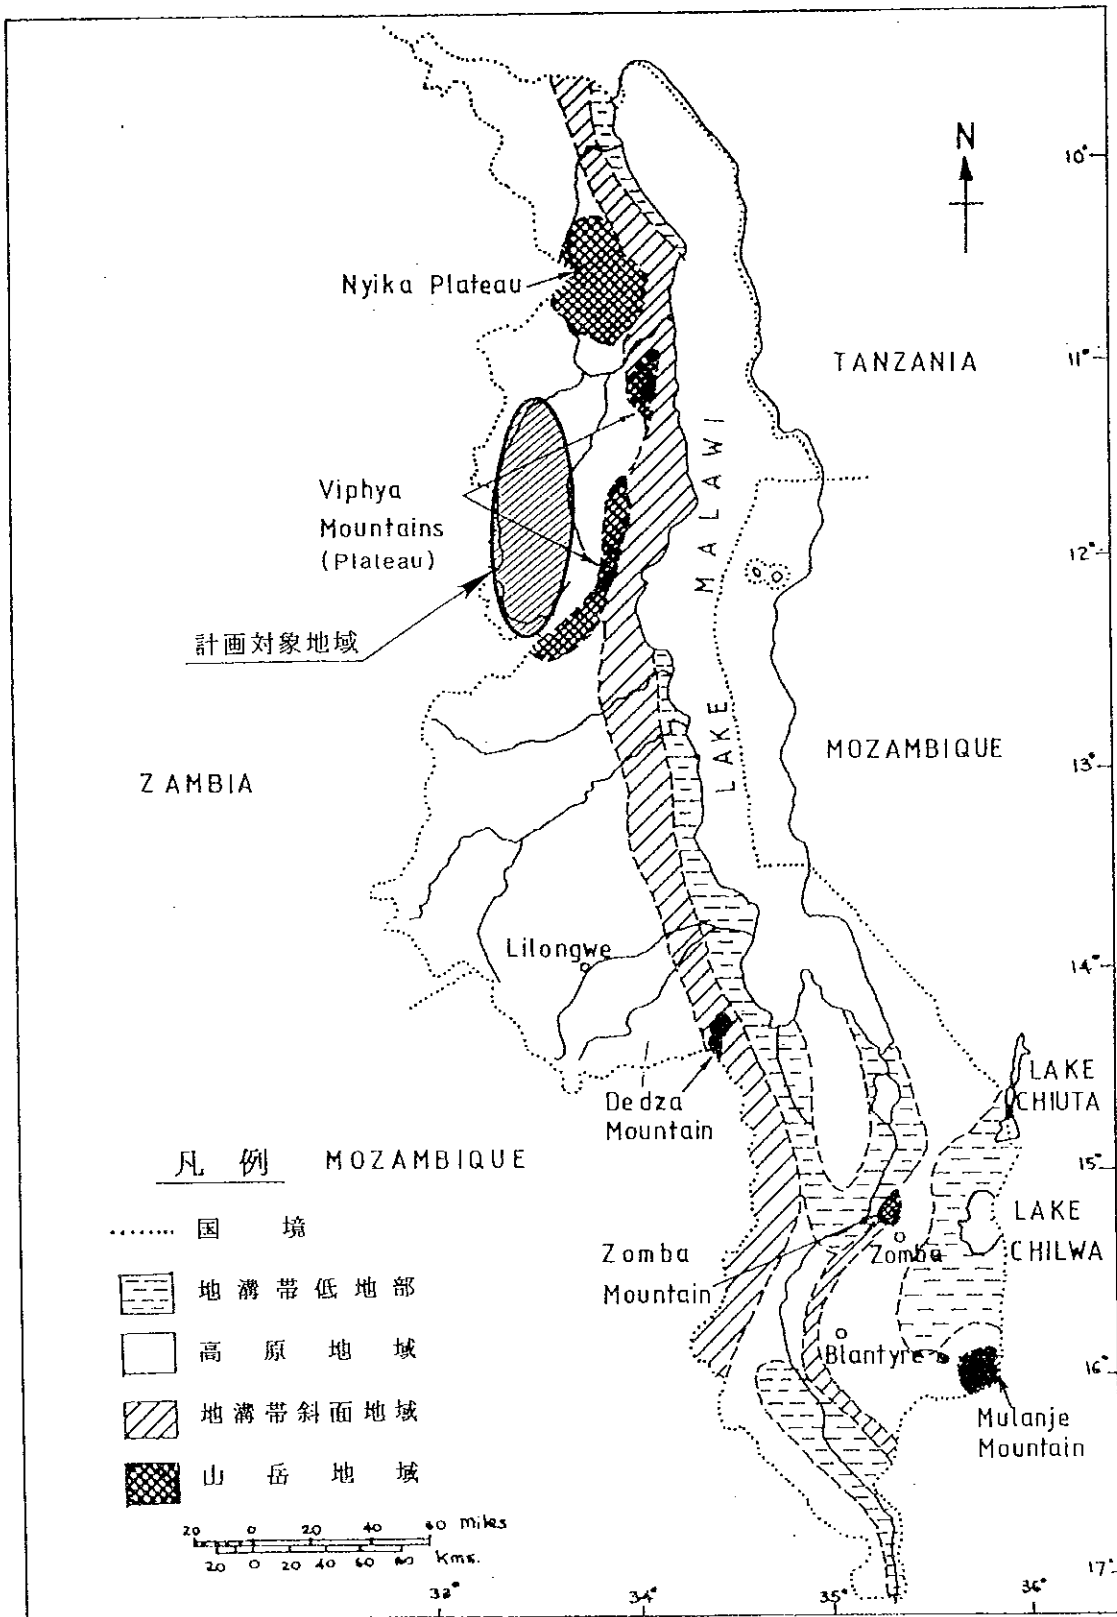 N
10°
Nyika Plateau
TANZANIA
11°
Viphya
Mountains
(Plateau)
LAKE MALAWI
12°
計画対象地域
ZAMBIA
MOZAMBIQUE
13°
Lilongwe
14°
Dedza
Mountain
LAKE
CHIUTA
15°
凡例
MOZAMBIQUE
国境
地溝帯低地部
高原地域
地溝帯斜面地域
山岳地域
Zomba
Mountain
Zomba
LAKE
CHILWA
Blantyre
16°
Mulanje
Mountain
20 0 20 40 60 miles
20 0 20 40 60 80 Kms.
33° 34° 35° 36°
17°